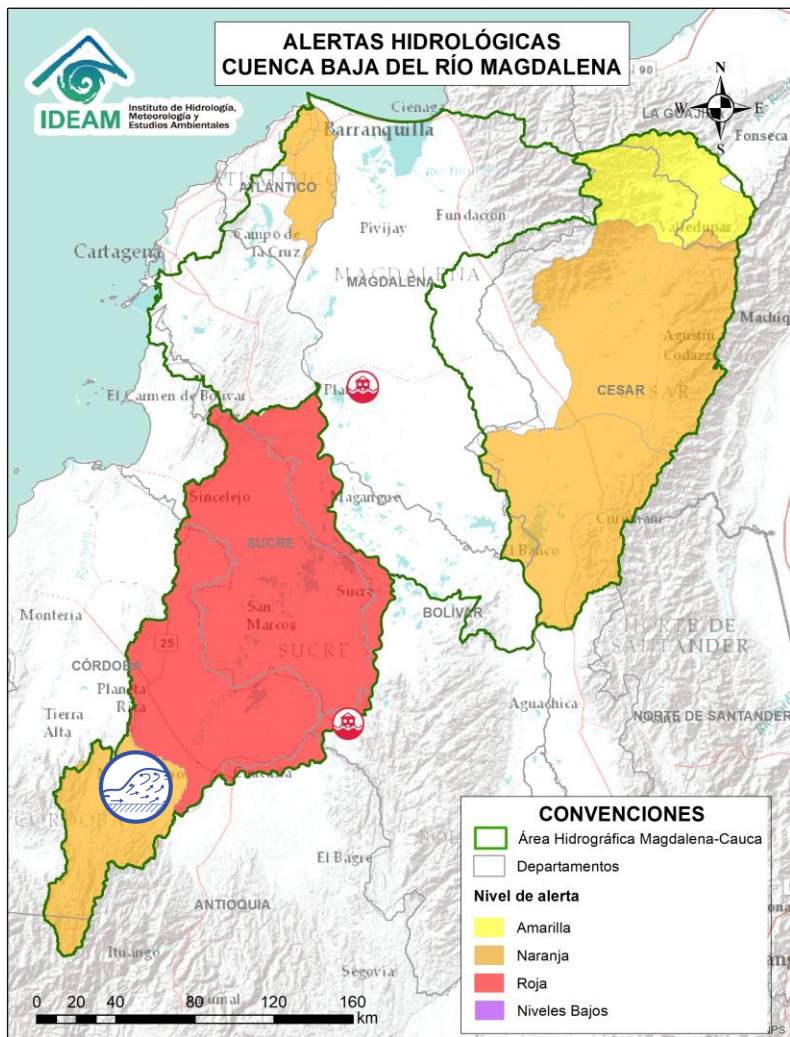 ALERTAS HIDROLÓGICAS
CUENCA BAJA DEL RÍO MAGDALENA
IDEAM
Instituto de Hidrología,
Meteorología y
Estudios Ambientales
N
W
E
S
90
Ciénaga
LA GUAJIRA
Fonseca
Barranquilla
ATLÁNTICO
ATLÁNTICO
Pivijay
Fundación
Valledupar
Campo de
la Cruz
Cartagena
MAGDALENA
MAGDALENA
Agustín
Codazzi
El Carmen de Bolívar
CESAR
CESAR
Sincelejo
Magangué
Curumaní
SUCRE
El Banco
Sucre
BOLÍVAR
San
Marcos
Montería
SUCRE
NORTE DE
SANTANDER
25
CÓRDOBA
Planeta
Rica
Aguachica
Tierra
Alta
NORTE DE SANTANDER
El Bagre
ANTIOQUIA
Ituango
Segovia
CONVENCIONES
Área Hidrográfica Magdalena-Cauca
Departamentos
Nivel de alerta
Amarilla
Naranja
Roja
Niveles Bajos
0 20 40 80 120 160
km